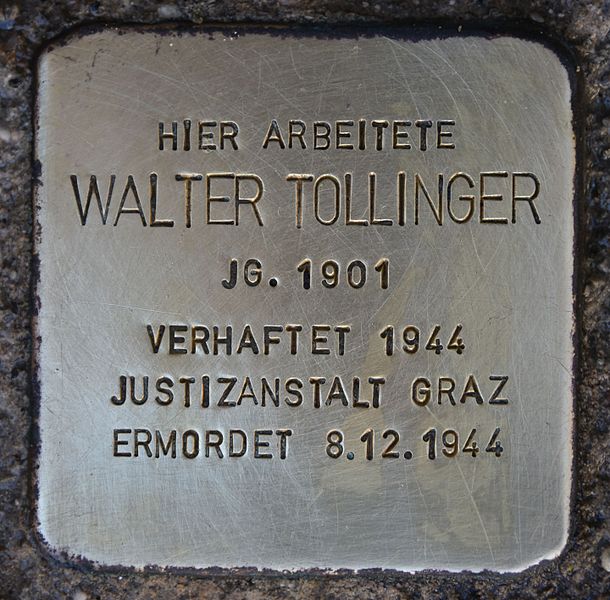 HIER ARBEITETE
WALTER TOLLINGER
JG. 1901
VERHAFTET 1944
JUSTIZANSTALT GRAZ
ERMORDET 8.12.1944